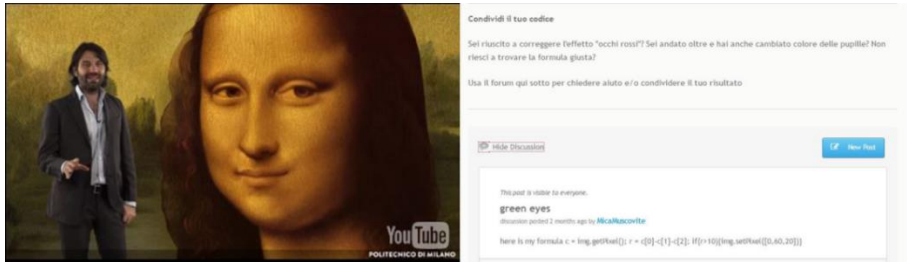 YouTube
POLITECNICO DI MILANO
Condividi il tuo codice
Sei riuscito a correggere l'effetto "occhi rossi"? Sei andato oltre e hai anche cambiato colore delle pupille? Non
riesci a trovare la formula giusta?
Usa il forum qui sotto per chiedere aiuto e/o condividere il tuo risultato
Hide Discussion
New Post
This post is visible to everyone.
green eyes
discussion posted 2 months ago by MicaMuscovite
here is my formula c = img.getPixel(); r = c[0]-c[1]-c[2]; if(r>10){img.setPixel([0,60,20])}